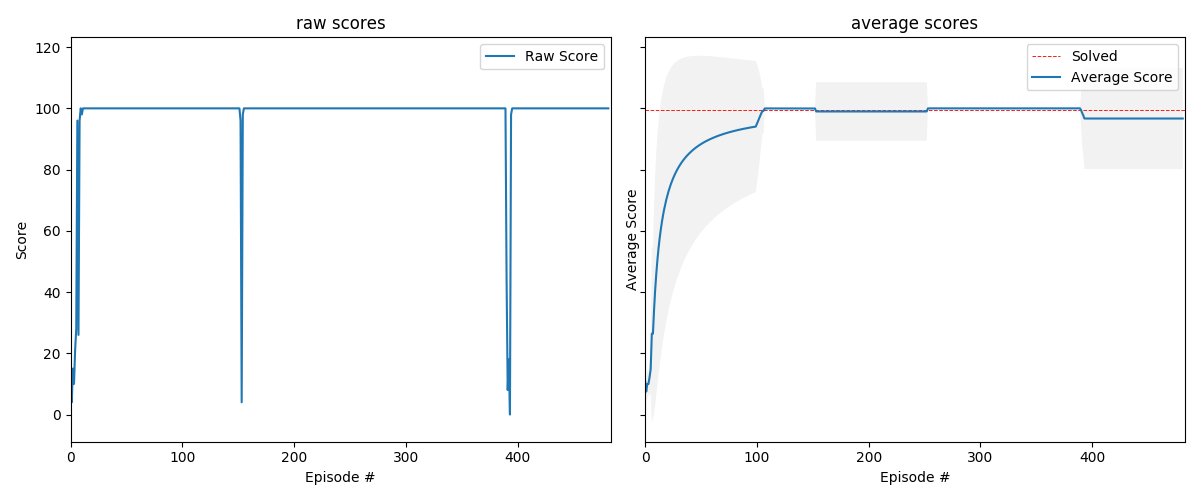 raw scores
120
100
80
60
40
20
0
Score
Raw Score
0 100 200 300 400
Episode #
average scores
Solved
Average Score
Average Score
0 100 200 300 400
Episode #